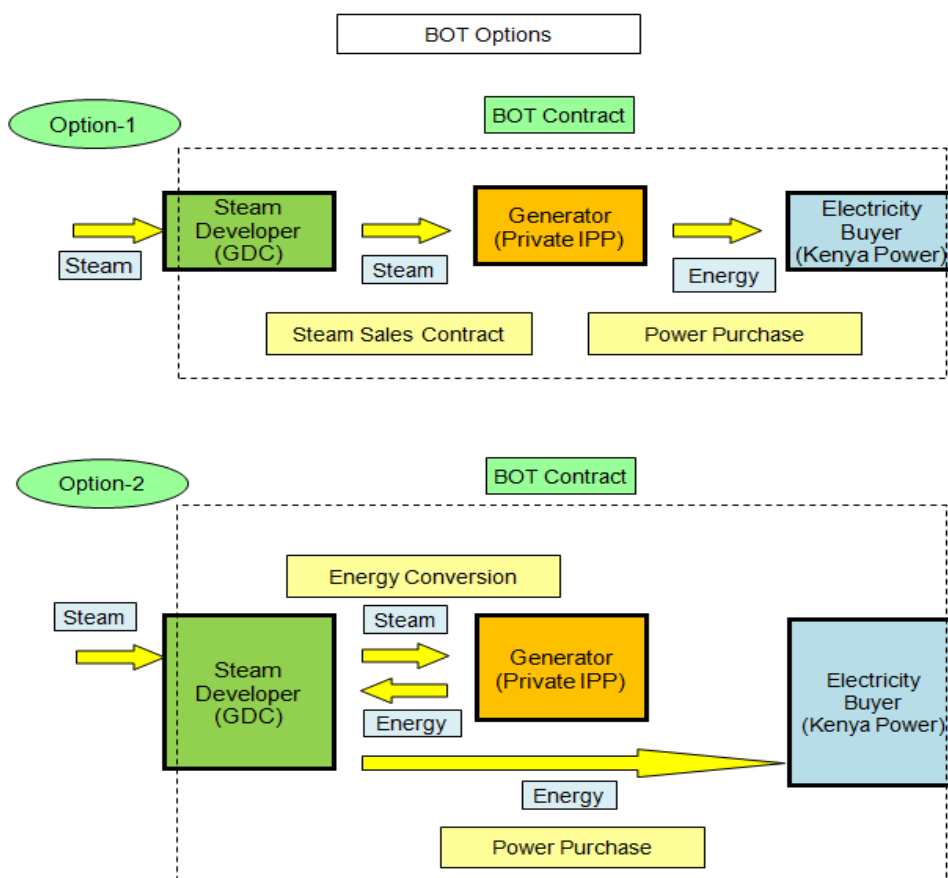 BOT Options
Option-1
BOT Contract
Steam
Developer
(GDC)
Generator
(Private IPP)
Electricity
Buyer
(Kenya Power)
Steam
Steam
Energy
Steam Sales Contract
Power Purchase
Option-2
BOT Contract
Energy Conversion
Steam
Steam
Steam
Developer
(GDC)
Generator
(Private IPP)
Electricity
Buyer
(Kenya Power)
Energy
Energy
Power Purchase